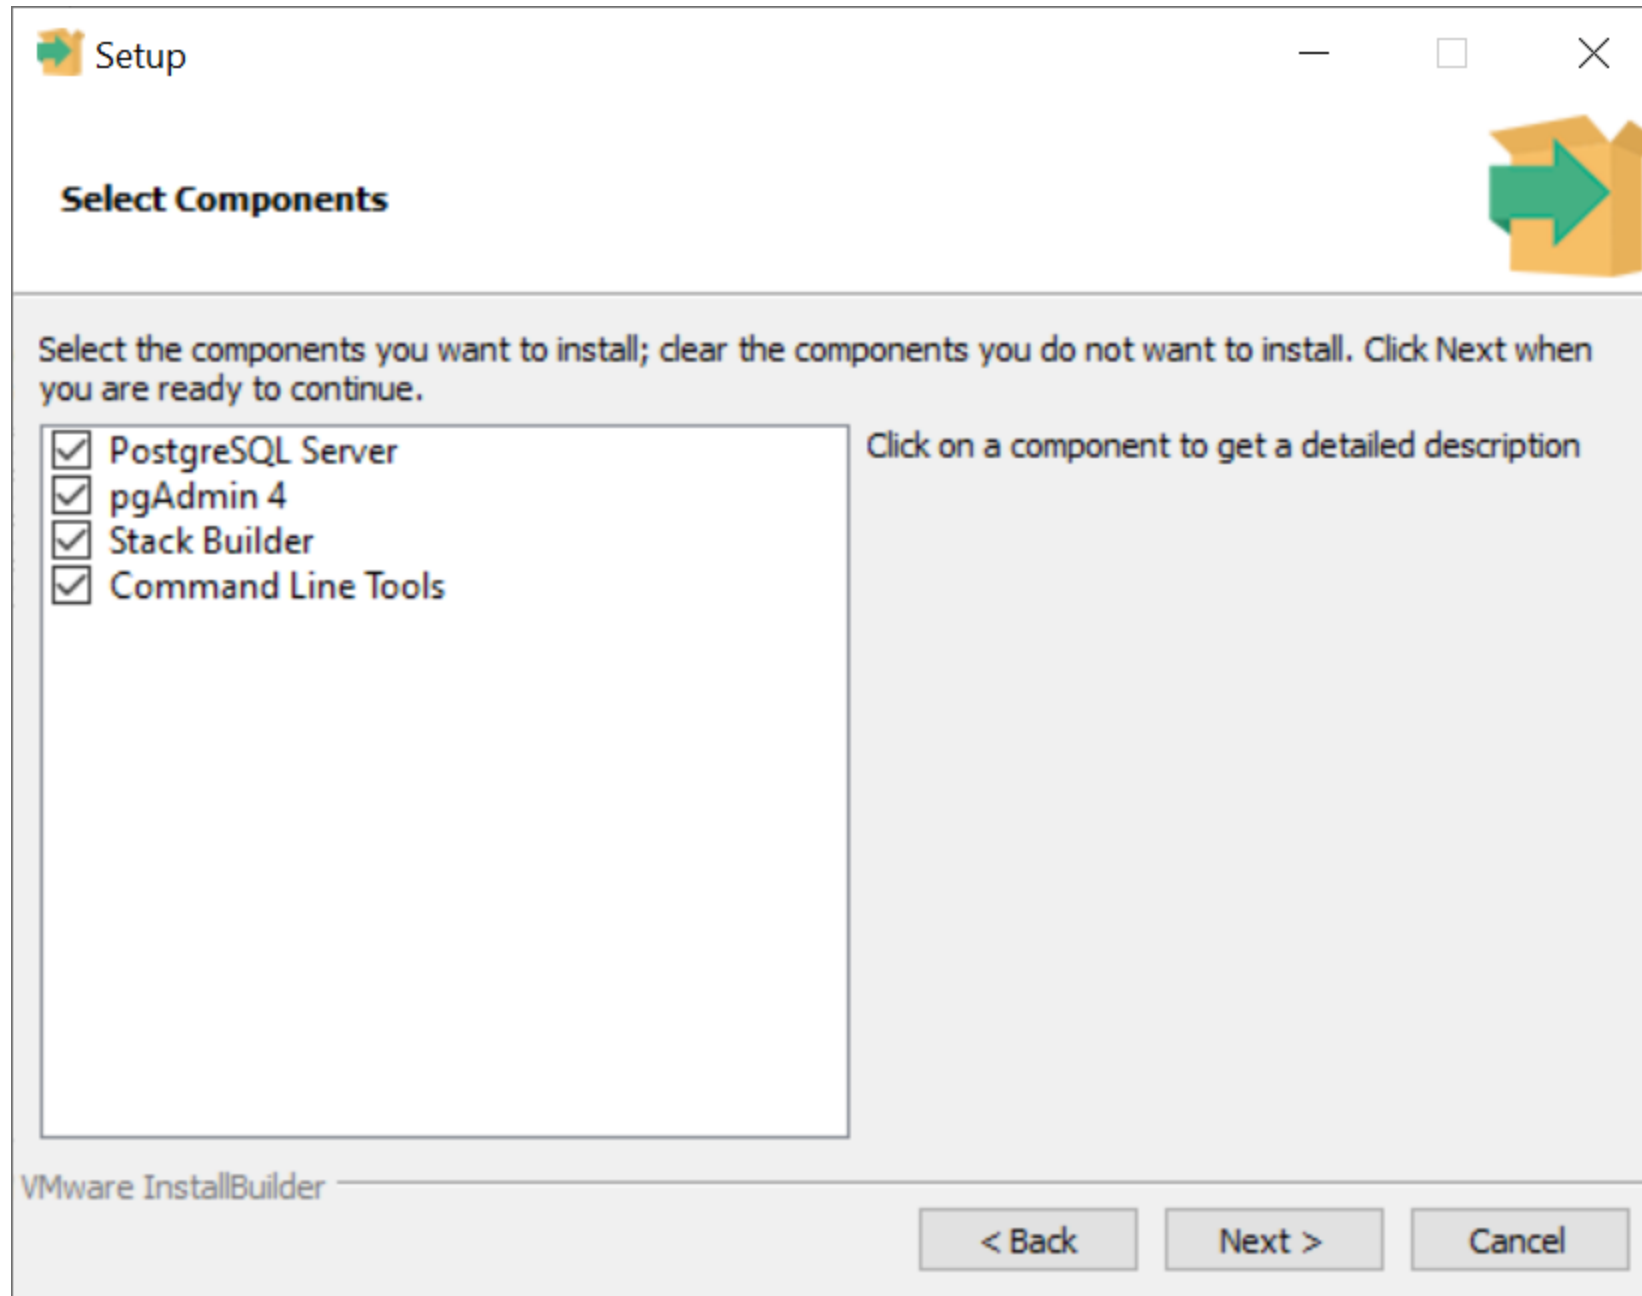 Setup
Select Components
Select the components you want to install; clear the components you do not want to install. Click Next when
you are ready to continue.
PostgreSQL Server
pgAdmin 4
Stack Builder
Command Line Tools
Click on a component to get a detailed description
VMware InstallBuilder
< Back
Next >
Cancel